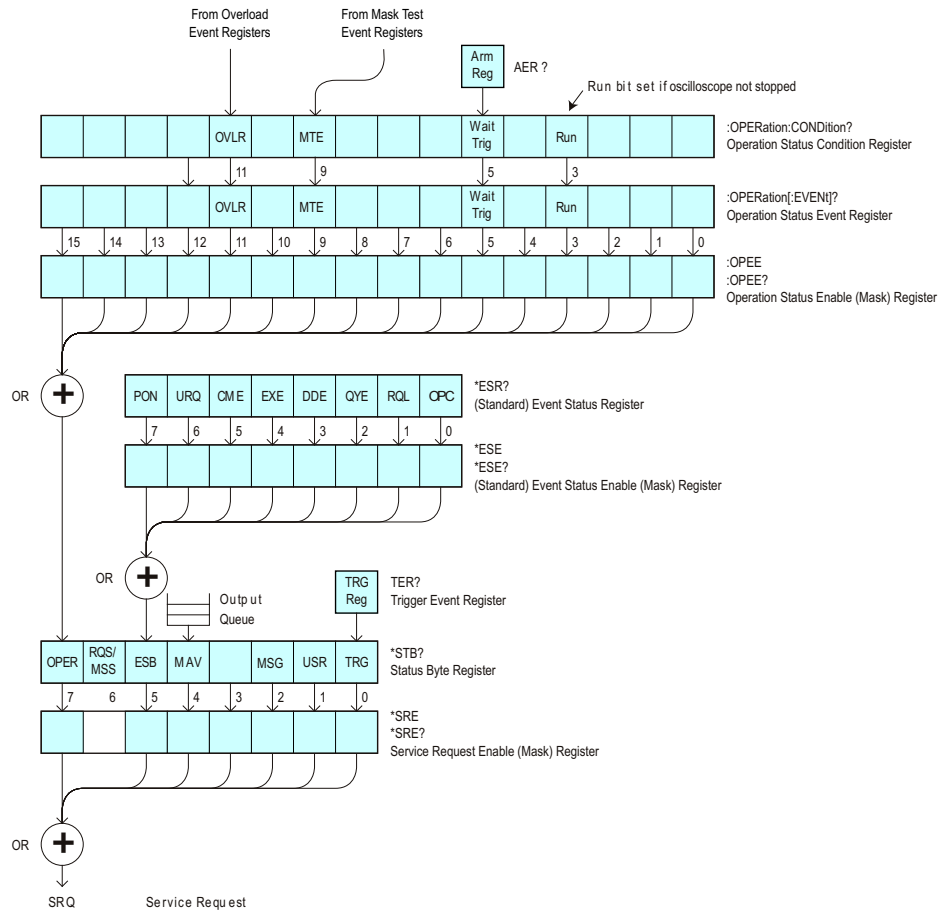 From Overload
Event Registers
From Mask Test
Event Registers
Arm
Reg
AER ?
Run bit set if oscilloscope not stopped
OVLR
MTE
Wait
Trig
Run
:OPERation:CONDition?
Operation Status Condition Register
11
9
5
3
OVLR
MTE
Wait
Trig
Run
:OPERation[:EVENt]?
Operation Status Event Register
15
14
13
12
11
10
9
8
7
6
5
4
3
2
1
0
:OPEE
:OPEE?
Operation Status Enable (Mask) Register
OR
+
PON
URQ
CME
EXE
DDE
QYE
RQL
OPC
*ESR?
(Standard) Event Status Register
7
6
5
4
3
2
1
0
*ESE
*ESE?
(Standard) Event Status Enable (Mask) Register
OR
+
Output
Queue
TRG
Reg
TER?
Trigger Event Register
OPER
RQS/
MSS
ESB
MAV
MSG
USR
TRG
*STB?
Status Byte Register
7
6
5
4
3
2
1
0
*SRE
*SRE?
Service Request Enable (Mask) Register
OR
+
SRQ
Service Request